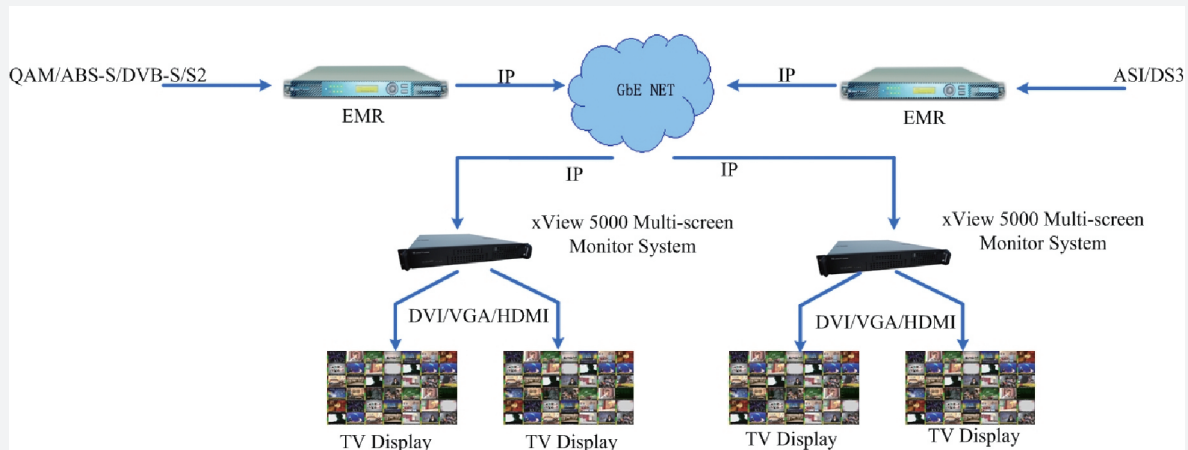 QAM/ABS-S/DVB-S/S2
IP
GbE NET
IP
ASI/DS3
EMR
EMR
IP
IP
xView 5000 Multi-screen
Monitor System
xView 5000 Multi-screen
Monitor System
DVI/VGA/HDMI
DVI/VGA/HDMI
TV Display
TV Display
TV Display
TV Display